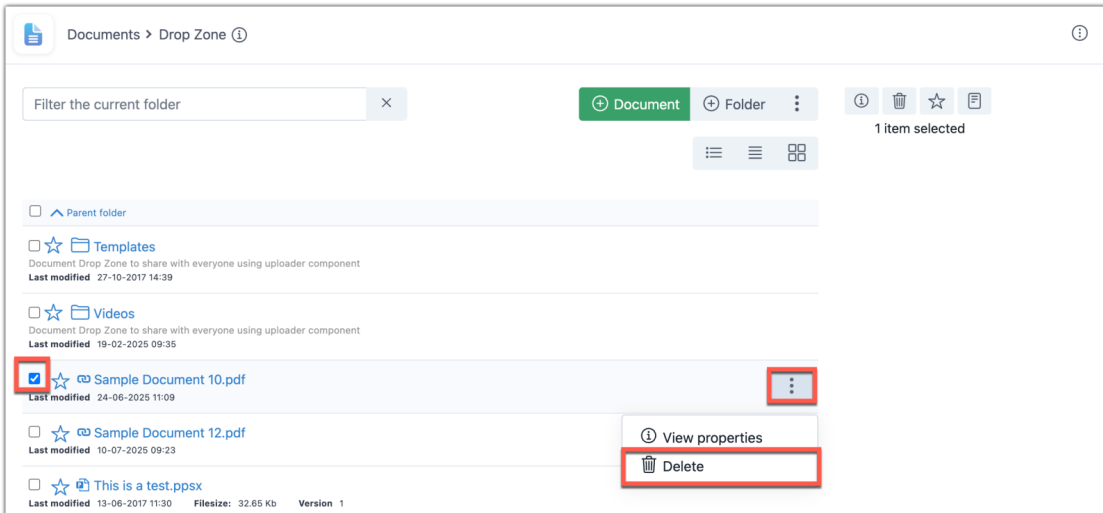 Documents > Drop Zone
Filter the current folder
Document
Folder
1 item selected
Parent folder
Templates
Document Drop Zone to share with everyone using uploader component
Last modified 27-10-2017 14:39
Videos
Document Drop Zone to share with everyone using uploader component
Last modified 19-02-2025 09:35
Sample Document 10.pdf
Last modified 24-06-2025 11:09
Sample Document 12.pdf
Last modified 10-07-2025 09:23
View properties
Delete
This is a test.ppsx
Last modified 13-06-2017 11:30 Filesize: 32.65 Kb Version 1